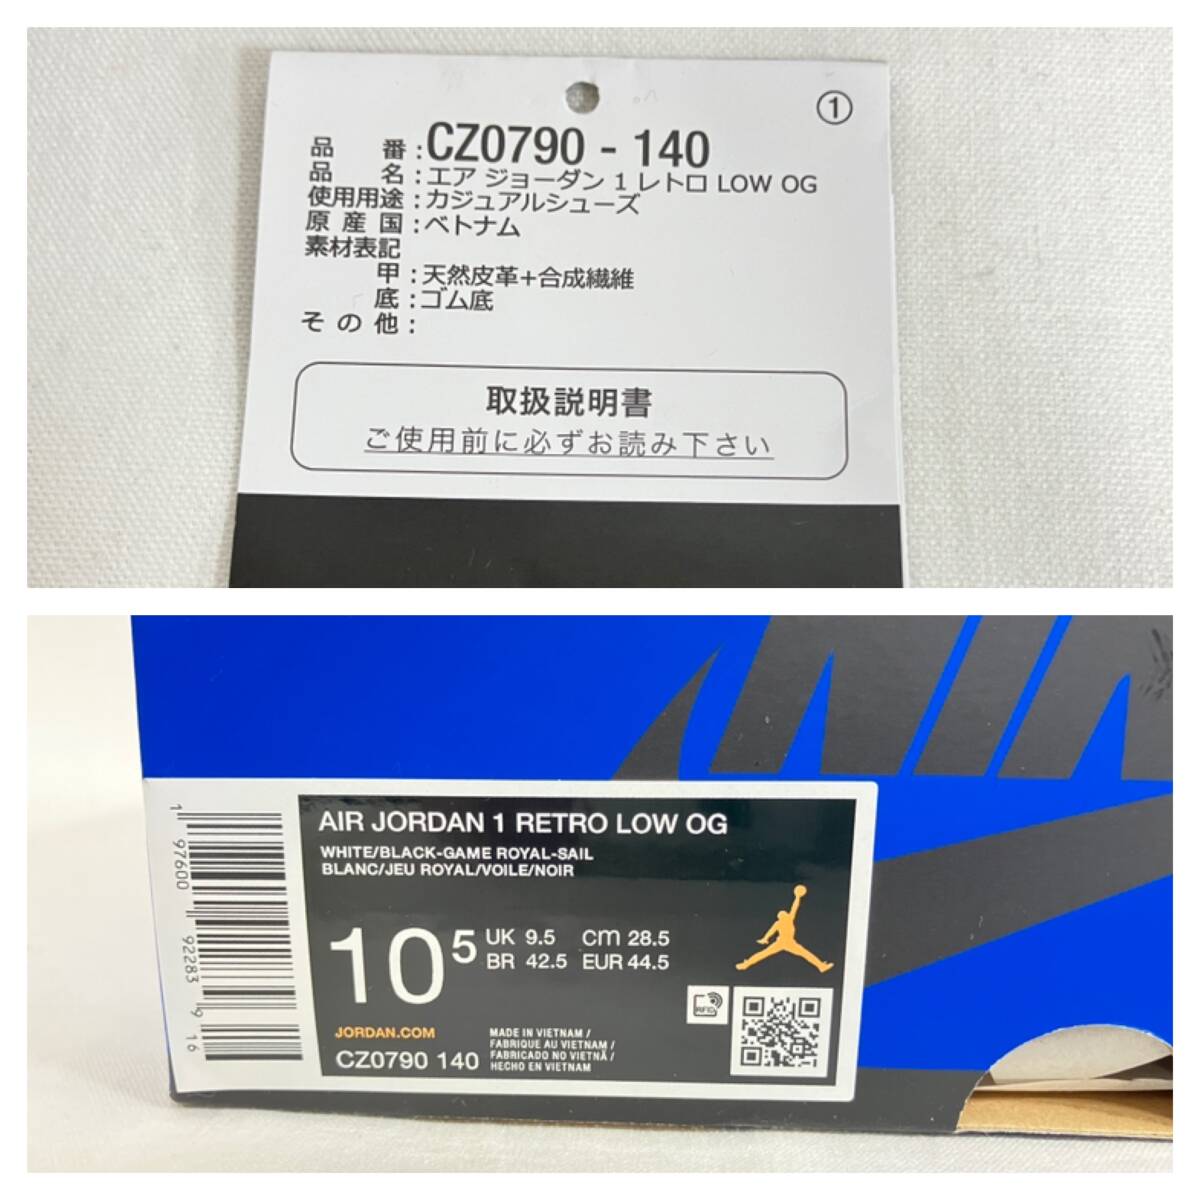 ①
品番:CZ0790 - 140
品名:エア ジョーダン 1 レトロ LOW OG
使用用途:カジュアルシューズ
原産国:ベトナム
素材表記
甲:天然皮革+合成繊維
底:ゴム底
その他:
取扱説明書
ご使用前に必ずお読み下さい
AIR JORDAN 1 RETRO LOW OG
WHITE/BLACK-GAME ROYAL-SAIL
BLANC/JEU ROYAL/VOILE/NOIR
10 5
UK 9.5 cm 28.5
BR 42.5 EUR 44.5
RFID
JORDAN.COM
CZ0790 140
MADE IN VIETNAM /
FABRIQUE AU VIETNAM /
FABRICADO NO VIETNÃ /
HECHO EN VIETNAM
1 97600 92283 9 16